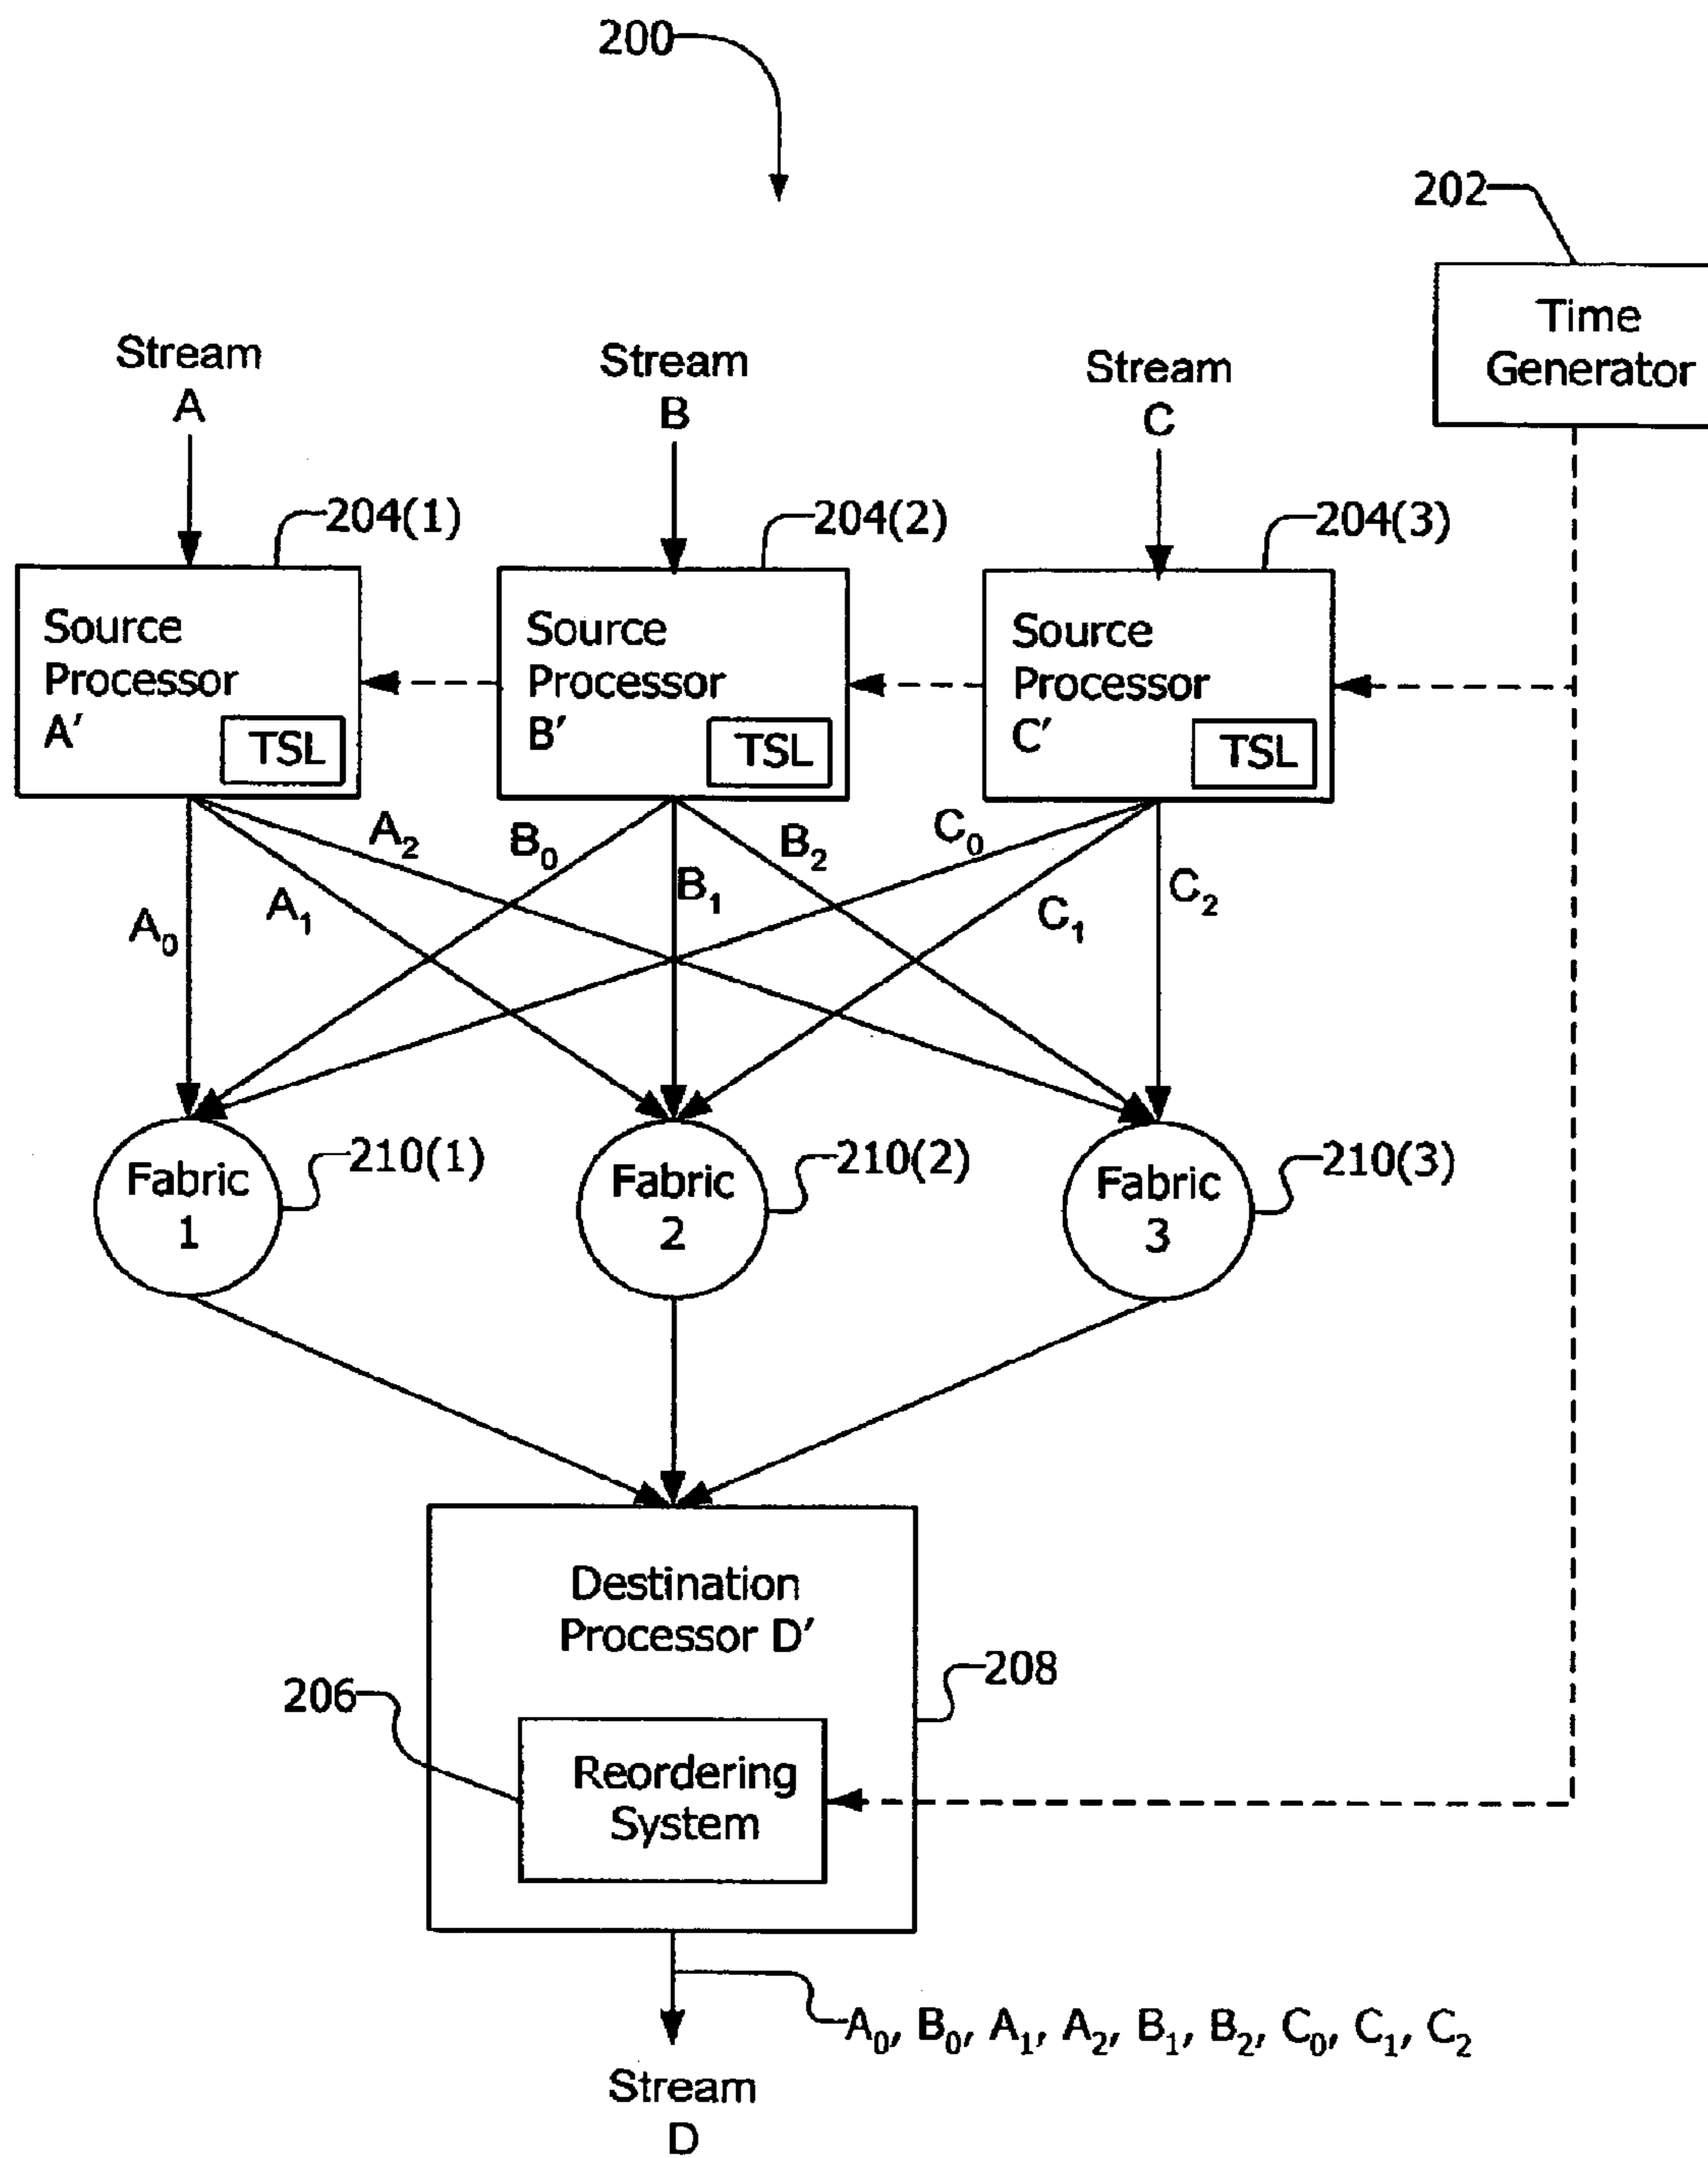 200
202
Time
Generator
Stream
A
Stream
B
Stream
C
204(1)
204(2)
204(3)
Source
Processor
A′
TSL
Source
Processor
B′
TSL
Source
Processor
C′
TSL
A₀
A₁
A₂
B₀
B₁
B₂
C₀
C₁
C₂
Fabric
1
210(1)
Fabric
2
210(2)
Fabric
3
210(3)
Destination
Processor D′
208
206
Reordering
System
A₀, B₀, A₁, A₂, B₁, B₂, C₀, C₁, C₂
Stream
D